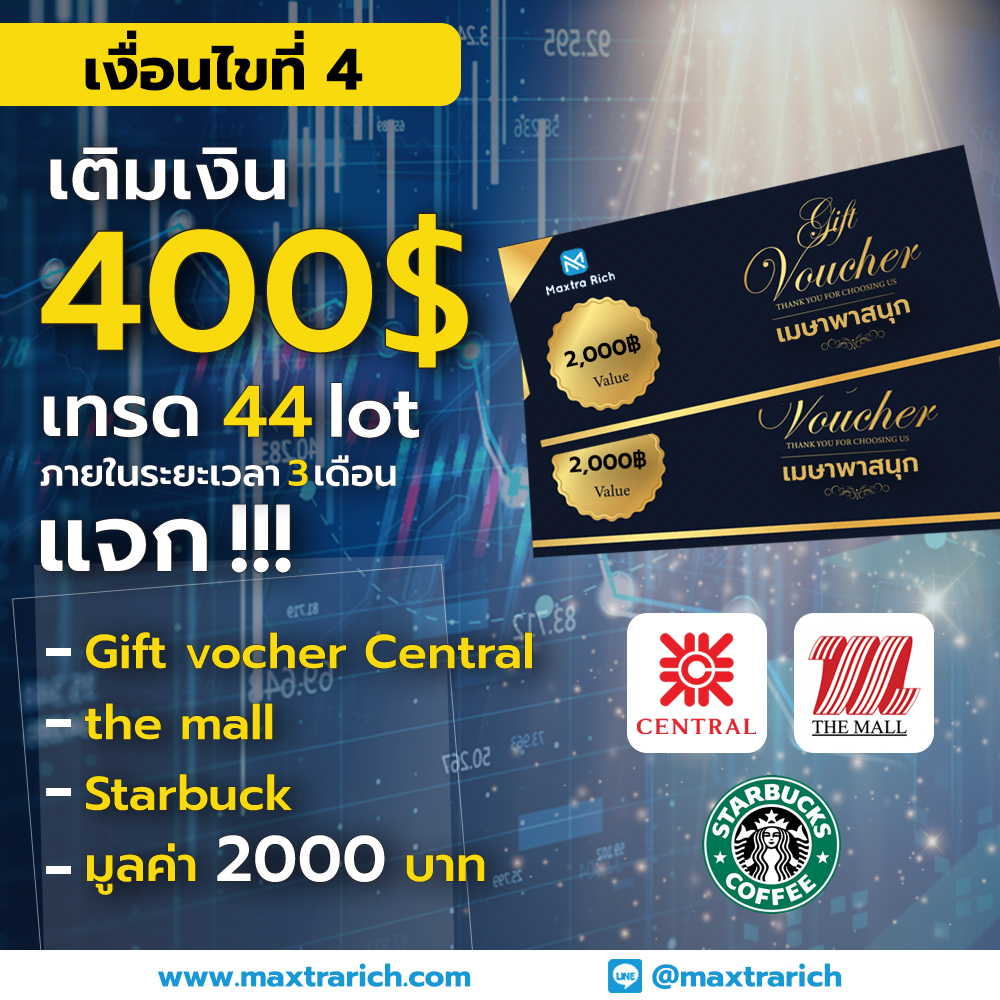 เงื่อนไขที่ 4
เติมเงิน
400$
เทรด 44 lot
ภายในระยะเวลา 3 เดือน
แจก !!!
- Gift vocher Central
- the mall
- Starbuck
- มูลค่า 2000 บาท
Maxtra Rich
2,000฿
Value
Gift
Voucher
THANK YOU FOR CHOOSING US
เมษาพาสนุก
2,000฿
Value
Voucher
THANK YOU FOR CHOOSING US
เมษาพาสนุก
CENTRAL
THE MALL
STARBUCKS
COFFEE
www.maxtrarich.com
LINE @maxtrarich